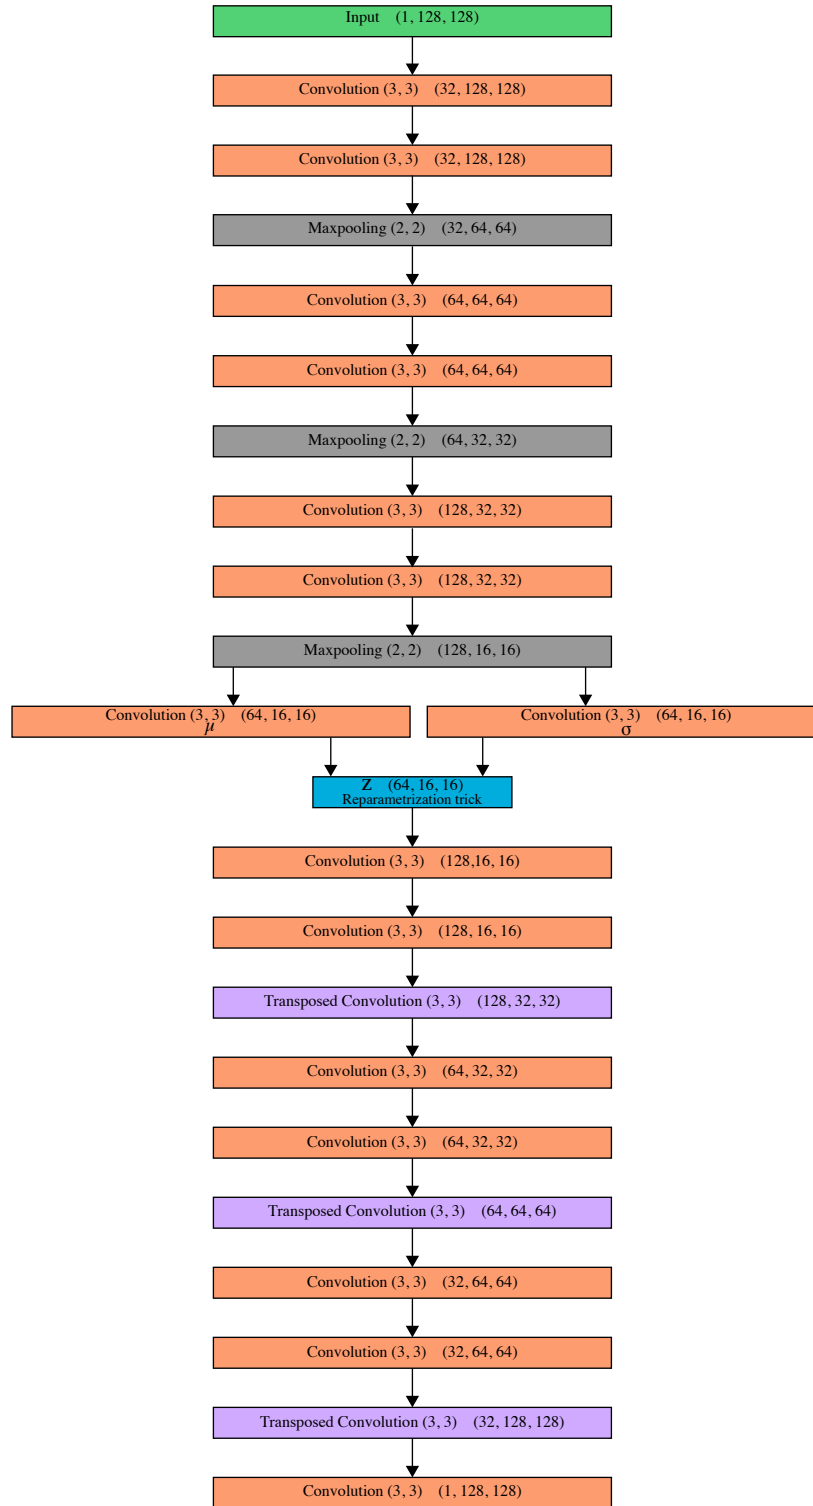 Input (1, 128, 128)
Convolution (3, 3) (32, 128, 128)
Convolution (3, 3) (32, 128, 128)
Maxpooling (2, 2) (32, 64, 64)
Convolution (3, 3) (64, 64, 64)
Convolution (3, 3) (64, 64, 64)
Maxpooling (2, 2) (64, 32, 32)
Convolution (3, 3) (128, 32, 32)
Convolution (3, 3) (128, 32, 32)
Maxpooling (2, 2) (128, 16, 16)
Convolution (3, 3) (64, 16, 16)
μ
Convolution (3, 3) (64, 16, 16)
σ
Z (64, 16, 16)
Reparametrization trick
Convolution (3, 3) (128,16, 16)
Convolution (3, 3) (128, 16, 16)
Transposed Convolution (3, 3) (128, 32, 32)
Convolution (3, 3) (64, 32, 32)
Convolution (3, 3) (64, 32, 32)
Transposed Convolution (3, 3) (64, 64, 64)
Convolution (3, 3) (32, 64, 64)
Convolution (3, 3) (32, 64, 64)
Transposed Convolution (3, 3) (32, 128, 128)
Convolution (3, 3) (1, 128, 128)